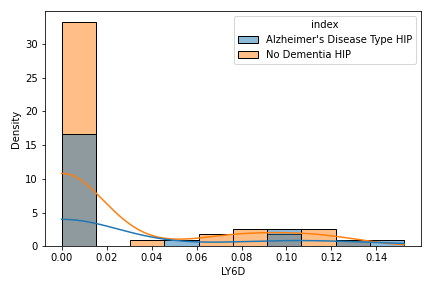 index
Alzheimer's Disease Type HIP
No Dementia HIP
Density
30
25
20
15
10
5
0
0.00 0.02 0.04 0.06 0.08 0.10 0.12 0.14
LY6D